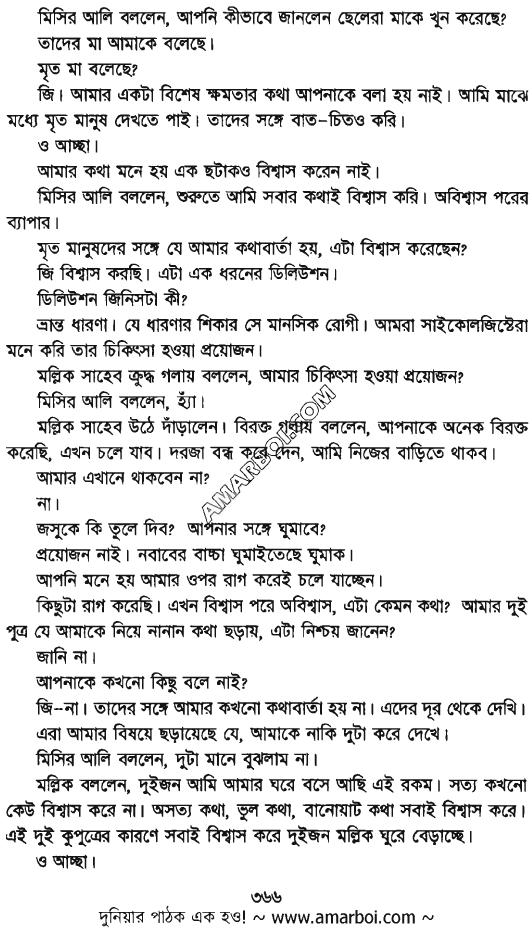 মিসির আলি বললেন, আপনি কীভাবে জানলেন ছেলেরা মাকে খুন করেছে?
তাদের মা আমাকে বলেছে।
মৃত মা বলেছে?
জি। আমার একটা বিশেষ ক্ষমতার কথা আপনাকে বলা হয় নাই। আমি মাঝে
মধ্যে মৃত মানুষ দেখতে পাই। তাদের সঙ্গে বাত-চিতও করি।
ও আচ্ছা।
আমার কথা মনে হয় এক ছটাকও বিশ্বাস করেন নাই।
মিসির আলি বললেন, শুরুতে আমি সবার কথাই বিশ্বাস করি। অবিশ্বাস পরের
ব্যাপার।
মৃত মানুষদের সঙ্গে যে আমার কথাবার্তা হয়, এটা বিশ্বাস করেছেন?
জি বিশ্বাস করছি। এটা এক ধরনের ডিলিউশন।
ডিলিউশন জিনিসটা কী?
ভ্রান্ত ধারণা। যে ধারণার শিকার সে মানসিক রোগী। আমরা সাইকোলজিস্টেরা
মনে করি তার চিকিৎসা হওয়া প্রয়োজন।
মল্লিক সাহেব ক্রুদ্ধ গলায় বললেন, আমার চিকিৎসা হওয়া প্রয়োজন?
মিসির আলি বললেন, হ্যাঁ।
মল্লিক সাহেব উঠে দাঁড়ালেন। বিরক্ত গলায় বললেন, আপনাকে অনেক বিরক্ত
করেছি, এখন চলে যাব। দরজা বন্ধ করে দেন, আমি নিজের বাড়িতে থাকব।
আমার এখানে থাকবেন না?
না।
জসুকে কি তুলে দিব? আপনার সঙ্গে ঘুমাবে?
প্রয়োজন নাই। নবাবের বাচ্চা ঘুমাইতেছে ঘুমাক।
আপনি মনে হয় আমার ওপর রাগ করেই চলে যাচ্ছেন।
কিছুটা রাগ করেছি। এখন বিশ্বাস পরে অবিশ্বাস, এটা কেমন কথা? আমার দুই
পুত্র যে আমাকে নিয়ে নানান কথা ছড়ায়, এটা নিশ্চয় জানেন?
জানি না।
আপনাকে কখনো কিছু বলে নাই?
জি-না। তাদের সঙ্গে আমার কখনো কথাবার্তা হয় না। এদের দূর থেকে দেখি।
এরা আমার বিষয়ে ছড়ায়েছে যে, আমাকে নাকি দুটা করে দেখে।
মিসির আলি বললেন, দুটা মানে বুঝলাম না।
মল্লিক বললেন, দুইজন আমি আমার ঘরে বসে আছি এই রকম। সত্য কখনো
কেউ বিশ্বাস করে না। অসত্য কথা, ভুল কথা, বানোয়াট কথা সবাই বিশ্বাস করে।
এই দুই কুপুত্রের কারণে সবাই বিশ্বাস করে দুইজন মল্লিক ঘুরে বেড়াচ্ছে।
ও আচ্ছা।
AMARBOI.COM
৩৬৬
দুনিয়ার পাঠক এক হও! ~ www.amarboi.com ~